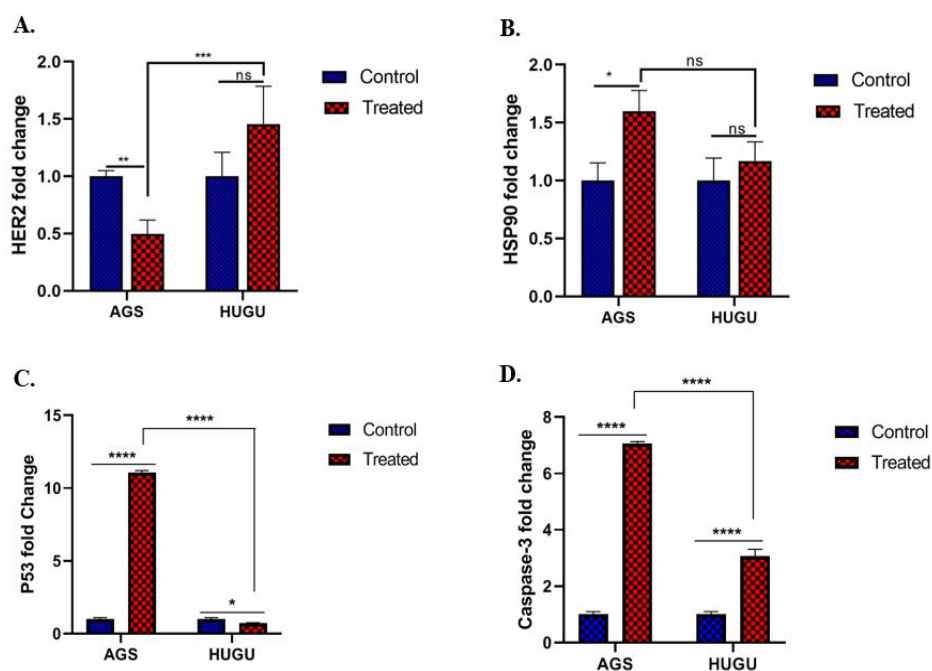 A.
HER2 fold change
2.0
1.5
1.0
0.5
0.0
**
***
ns
AGS
HUGU
Control
Treated
B.
HSP90 fold change
2.0
1.5
1.0
0.5
0.0
*
ns
ns
AGS
HUGU
Control
Treated
C.
P53 fold Change
15
10
5
0
****
****
*
AGS
HUGU
Control
Treated
D.
Caspase-3 fold change
8
6
4
2
0
****
****
****
AGS
HUGU
Control
Treated